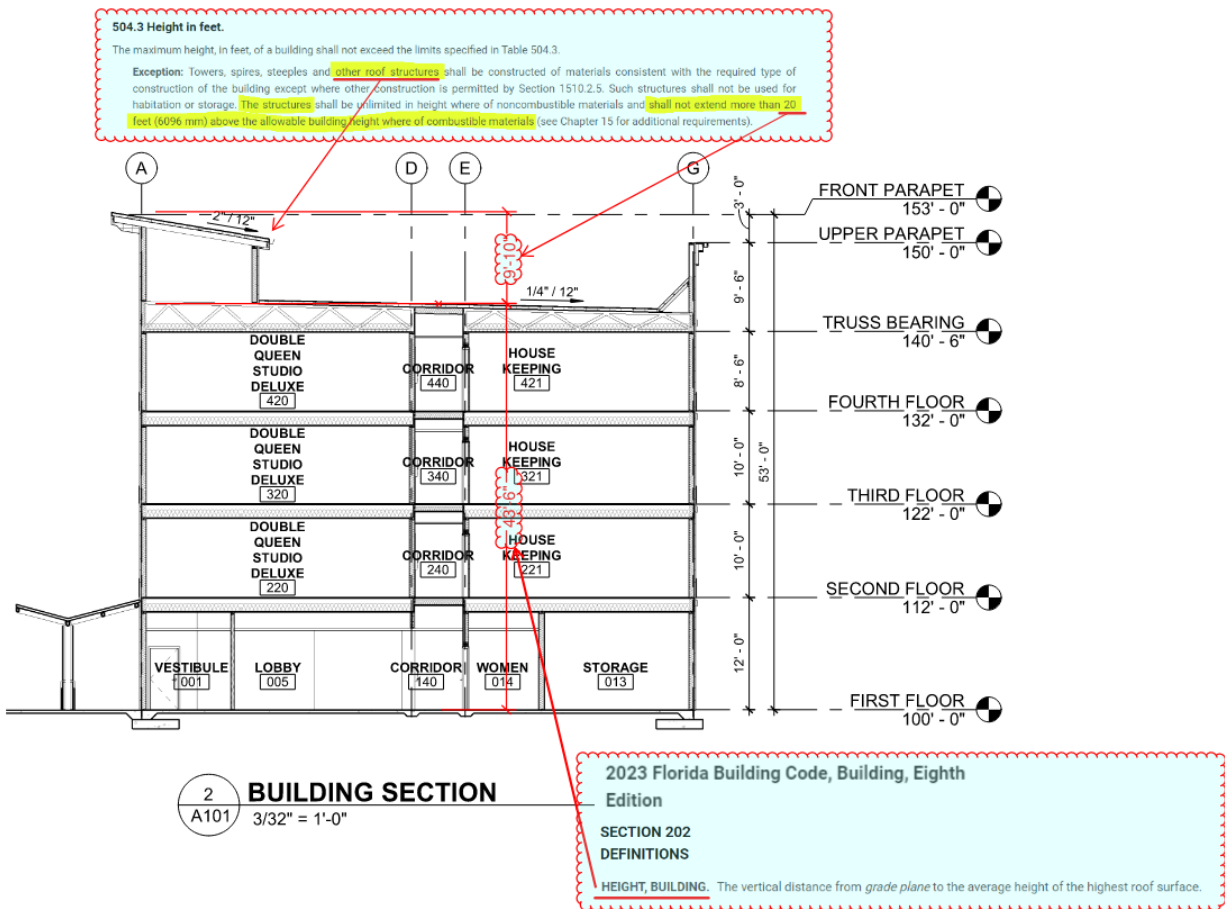 504.3 Height in feet.
The maximum height, in feet, of a building shall not exceed the limits specified in Table 504.3.
Exception: Towers, spires, steeples and other roof structures shall be constructed of materials consistent with the required type of
construction of the building except where other construction is permitted by Section 1510.2.5. Such structures shall not be used for
habitation or storage. The structures shall be unlimited in height where of noncombustible materials and shall not extend more than 20
feet (6096 mm) above the allowable building height where of combustible materials (see Chapter 15 for additional requirements).
A
D
E
G
2" / 12"
9'-10"
1/4" / 12"
3' - 0"
FRONT PARAPET
153' - 0"
UPPER PARAPET
150' - 0"
9' - 6"
TRUSS BEARING
140' - 6"
8' - 6"
FOURTH FLOOR
132' - 0"
10' - 0"
53' - 0"
THIRD FLOOR
122' - 0"
10' - 0"
SECOND FLOOR
112' - 0"
12' - 0"
FIRST FLOOR
100' - 0"
DOUBLE
QUEEN
STUDIO
DELUXE
420
CORRIDOR
440
HOUSE
KEEPING
421
DOUBLE
QUEEN
STUDIO
DELUXE
320
CORRIDOR
340
HOUSE
KEEPING
321
43'-6"
DOUBLE
QUEEN
STUDIO
DELUXE
220
CORRIDOR
240
HOUSE
KEEPING
221
VESTIBULE
001
LOBBY
005
CORRIDOR
140
WOMEN
014
STORAGE
013
2
A101
BUILDING SECTION
3/32" = 1'-0"
2023 Florida Building Code, Building, Eighth
Edition
SECTION 202
DEFINITIONS
HEIGHT, BUILDING. The vertical distance from grade plane to the average height of the highest roof surface.